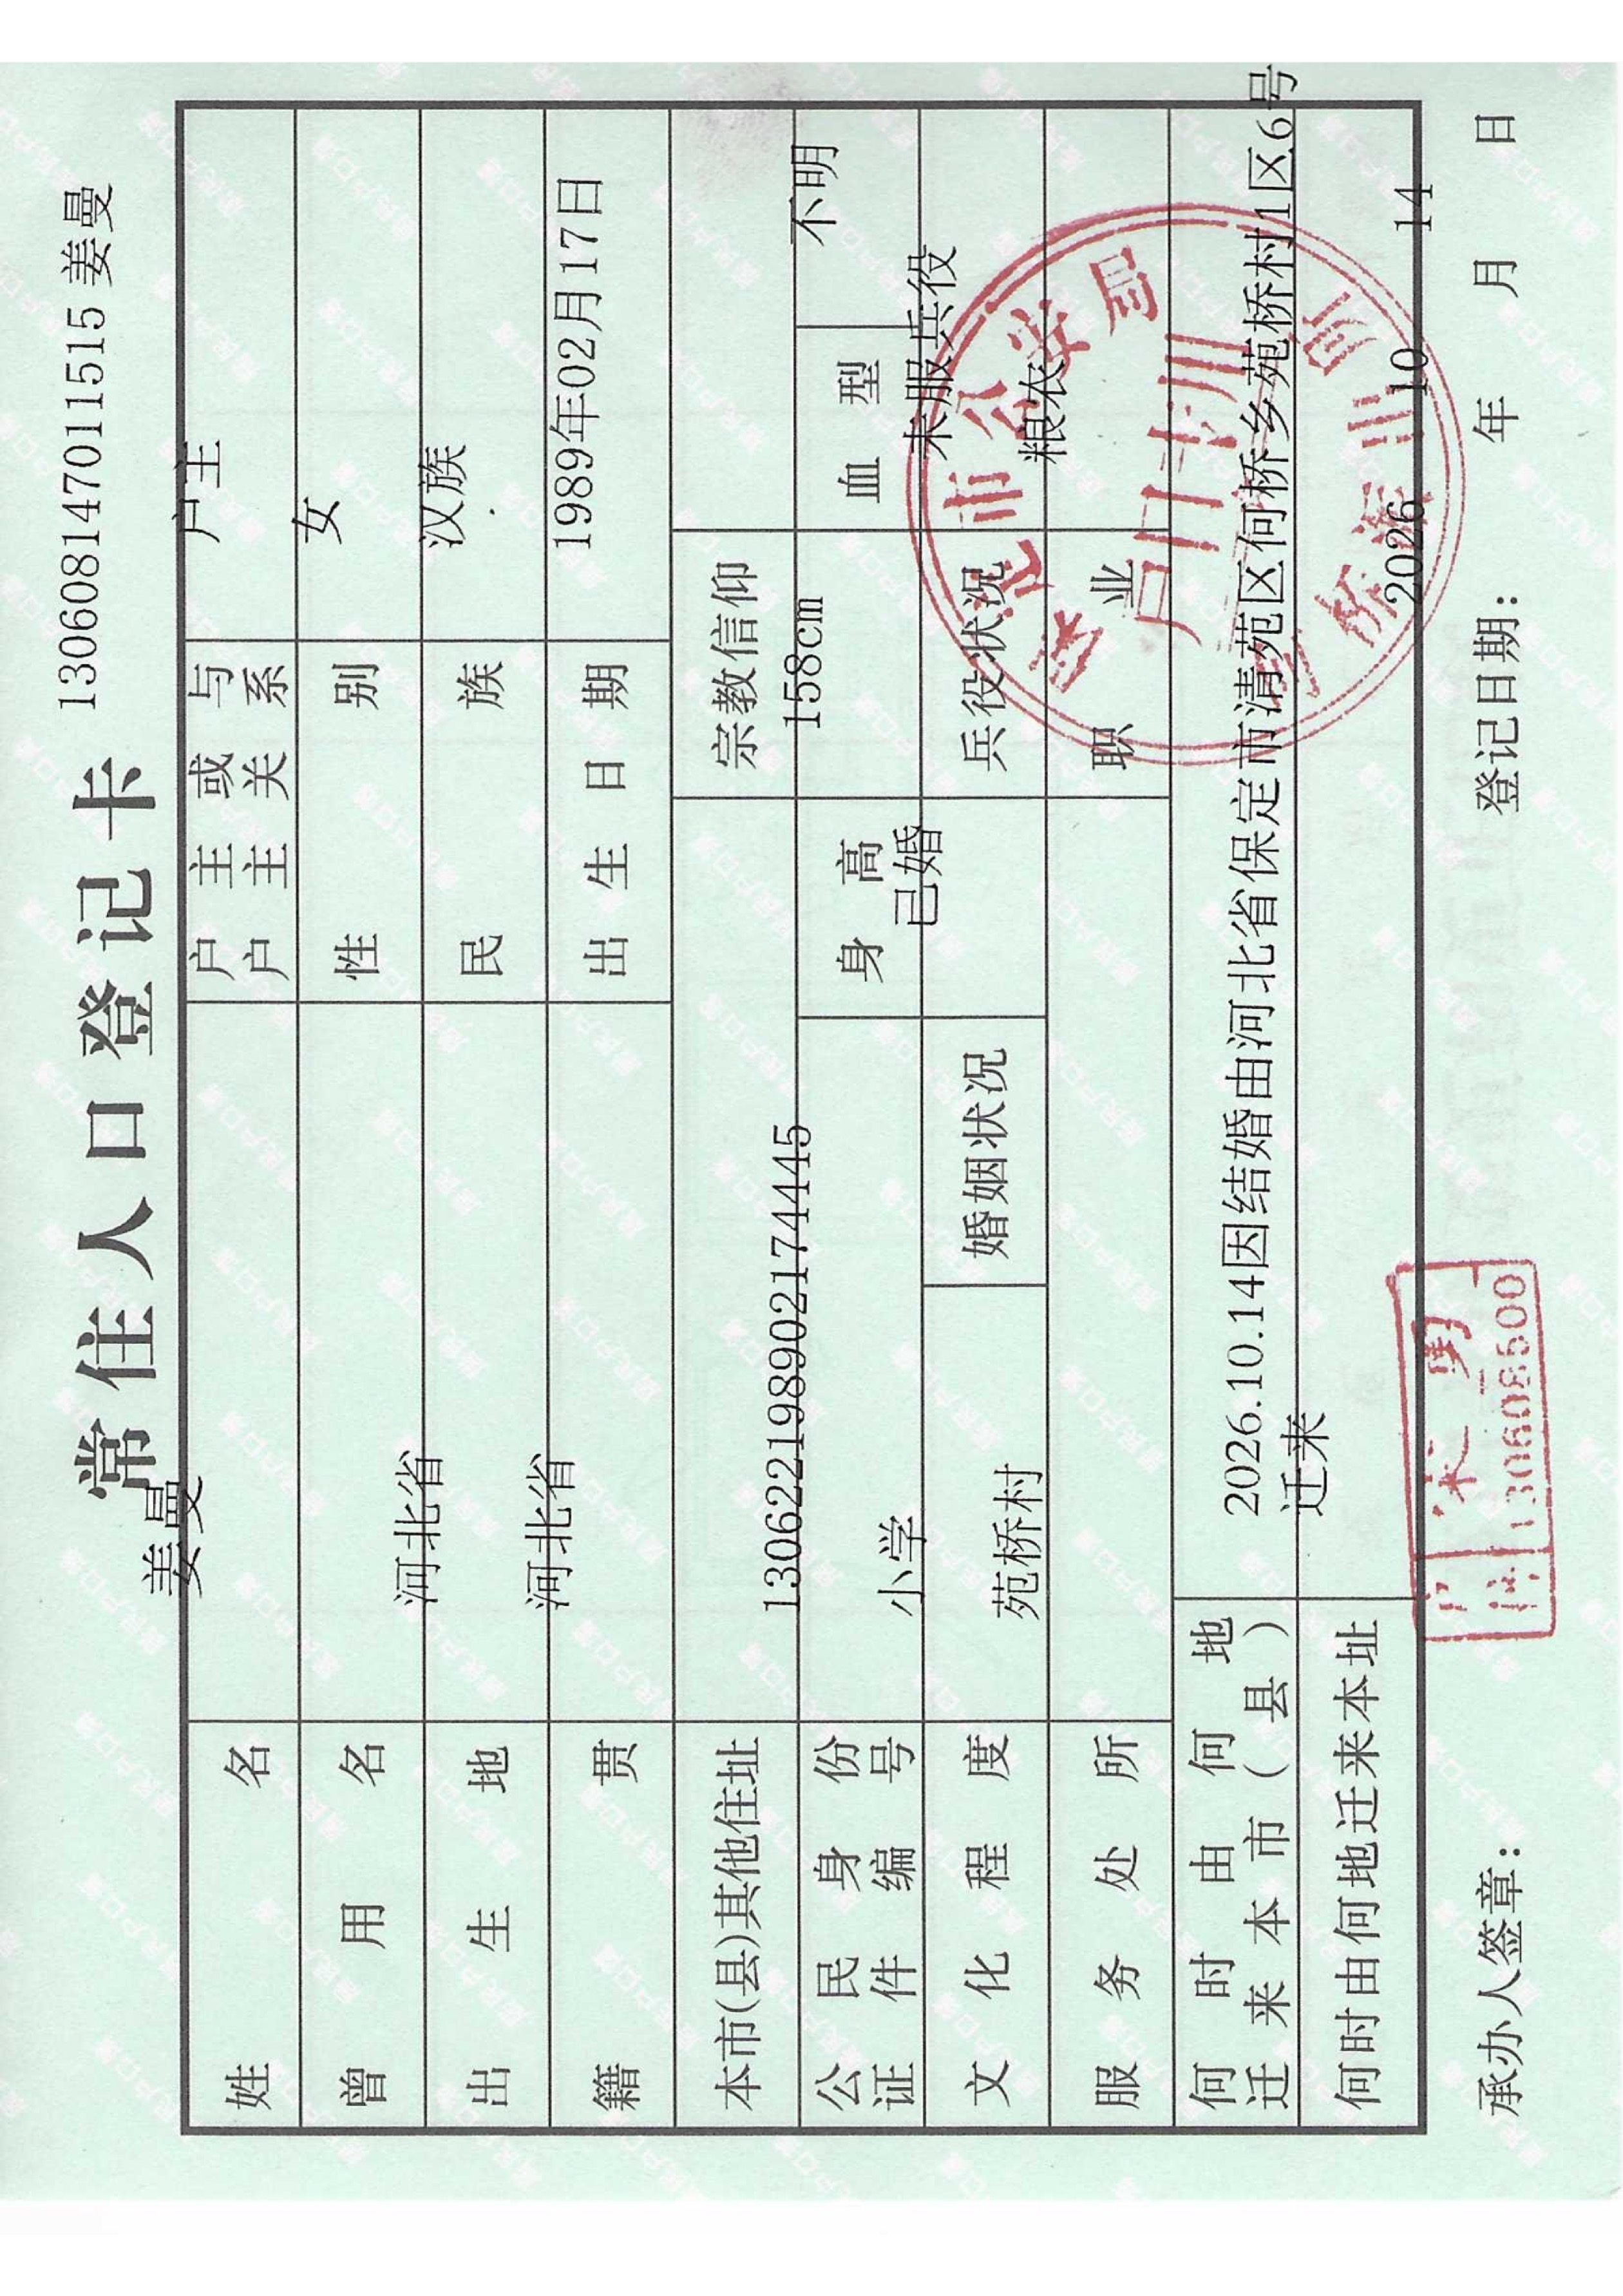 常住人口登记卡
130608147011515 姜曼
姓名 姜曼 户主或与户主关系 户主
曾用名 性别 女
出生地 河北省 民族 汉族
籍贯 河北省 出生日期 1989年02月17日
本市(县)其他住址 宗教信仰
公民身份证件编号 130622198902174445 身高 158cm 血型 不明
文化程度 小学 婚姻状况 已婚 兵役状况 未服兵役
服务处所 苑桥村 职业 粮农
何时由何地迁来本市(县) 2026.10.14因结婚由河北省保定市清苑区何桥乡苑桥村1区6号
迁来
何时由何地迁来本址
承办人签章： 登记日期： 2026 年 10 月 14 日
市公安局
户口专用
13608500